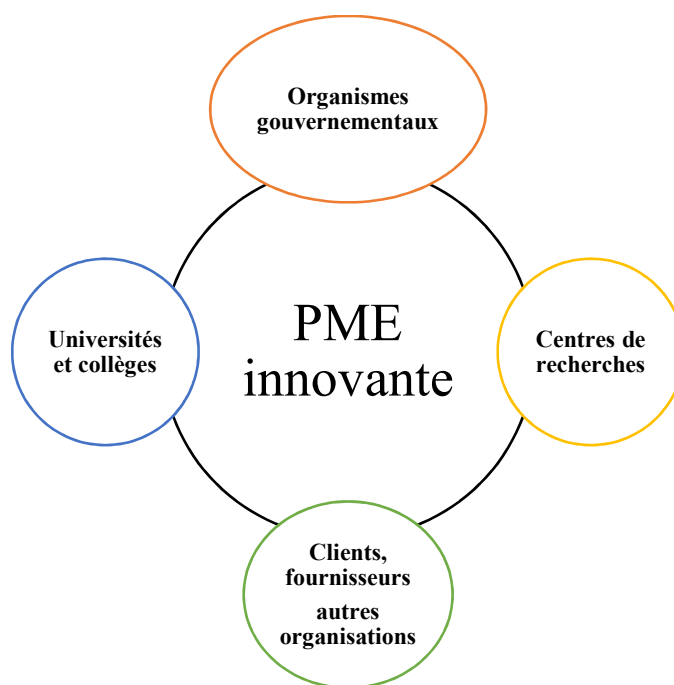 Organismes
gouvernementaux
Universités
et collèges
PME
innovante
Centres de
recherches
Clients,
fournisseurs
autres
organisations